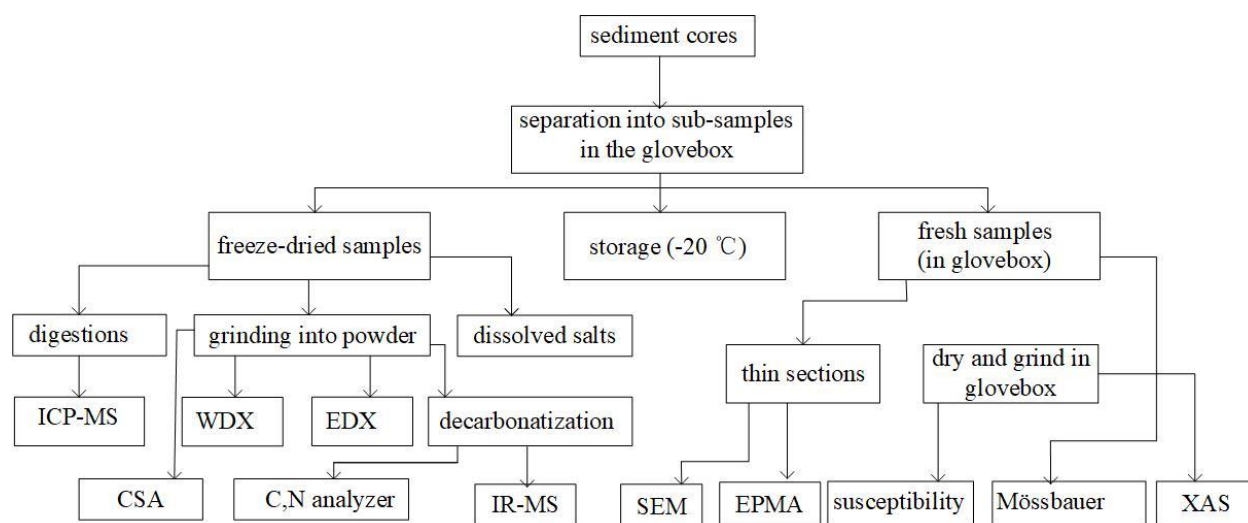 sediment cores
separation into sub-samples
in the glovebox
freeze-dried samples
storage (-20 ℃)
fresh samples
(in glovebox)
digestions
grinding into powder
dissolved salts
thin sections
dry and grind in
glovebox
ICP-MS
WDX
EDX
decarbonatization
CSA
C,N analyzer
IR-MS
SEM
EPMA
susceptibility
Mössbauer
XAS